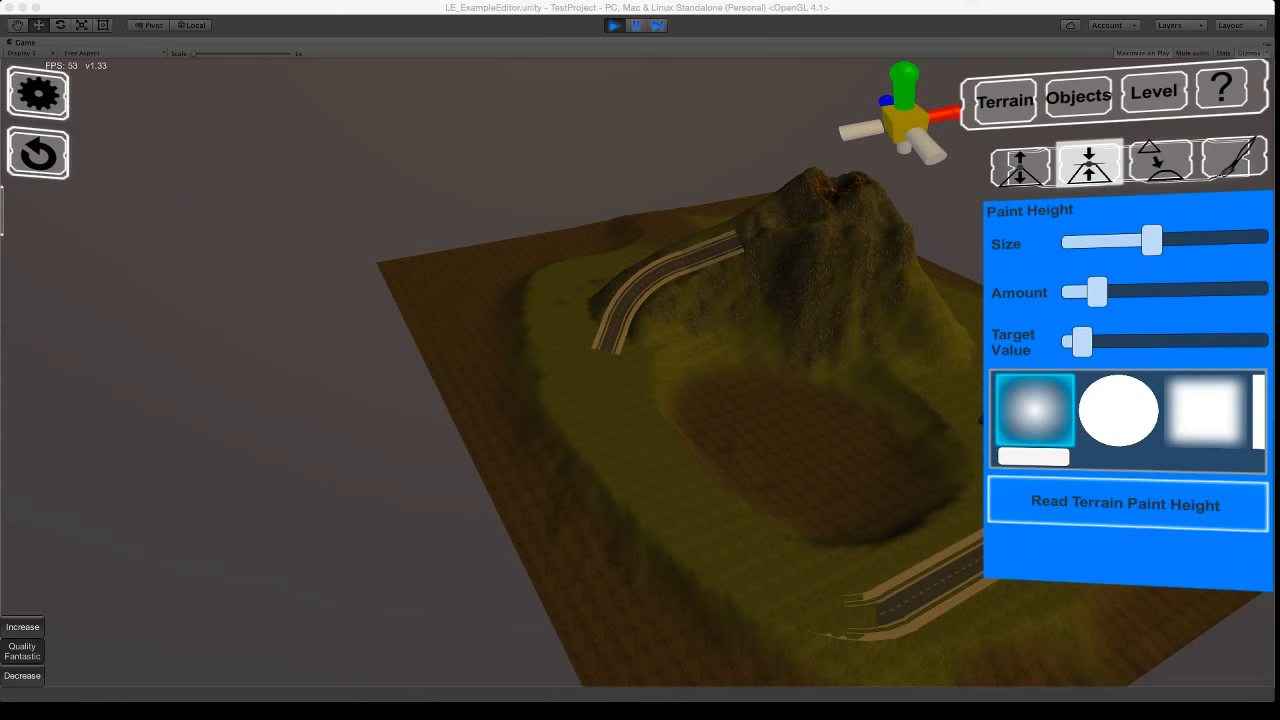 LE_ExampleEditor.unity - TestProject - PC, Mac & Linux Standalone (Personal) <OpenGL 4.1>
Pivot Local Account Layers Layout
Game
Display 1 Free Aspect Scale 1x Maximize on Play Mute audio Stats Gizmos
FPS: 53 v1.33
Terrain Objects Level ?
Paint Height
Size
Amount
Target
Value
Read Terrain Paint Height
Increase
Quality
Fantastic
Decrease